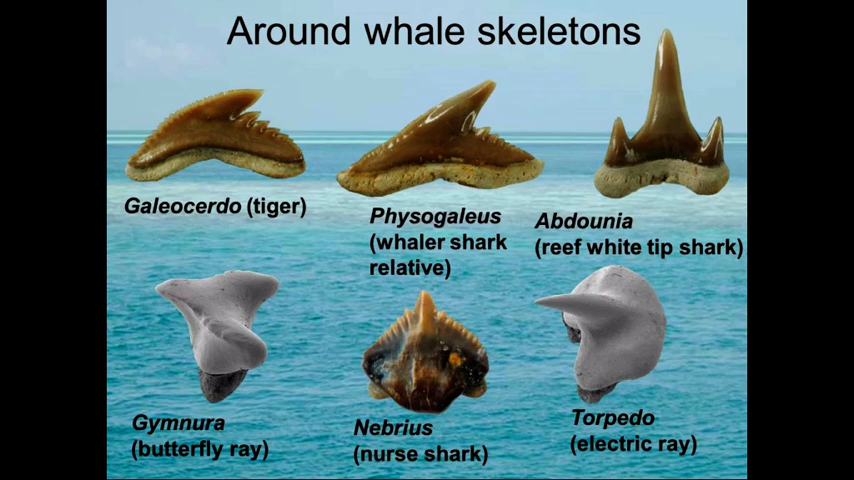 Around whale skeletons
Galeocerdo (tiger)
Physogaleus
(whaler shark
relative)
Abdounia
(reef white tip shark)
Gymnura
(butterfly ray)
Nebrius
(nurse shark)
Torpedo
(electric ray)